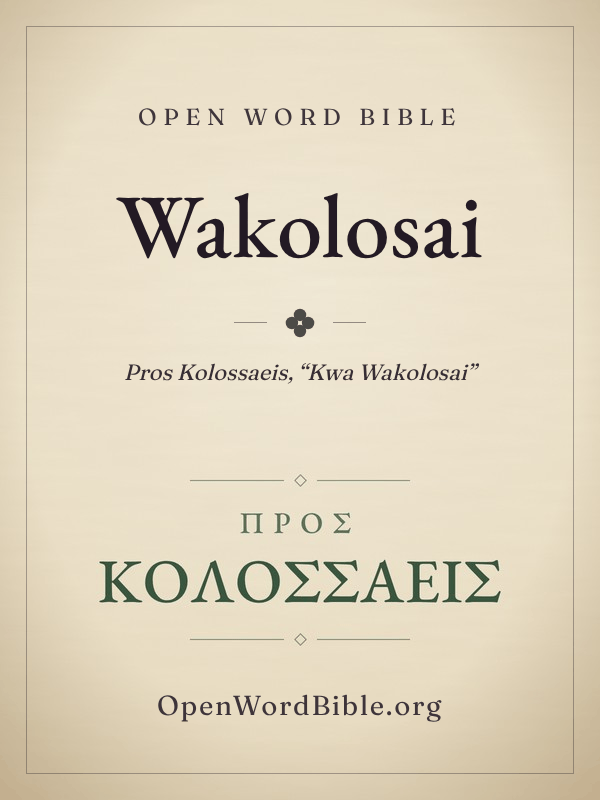 OPEN WORD BIBLE
Wakolosai
Pros Kolossaeis, “Kwa Wakolosai”
ΠΡΟΣ
ΚΟΛΟΣΣΑΕΙΣ
OpenWordBible.org